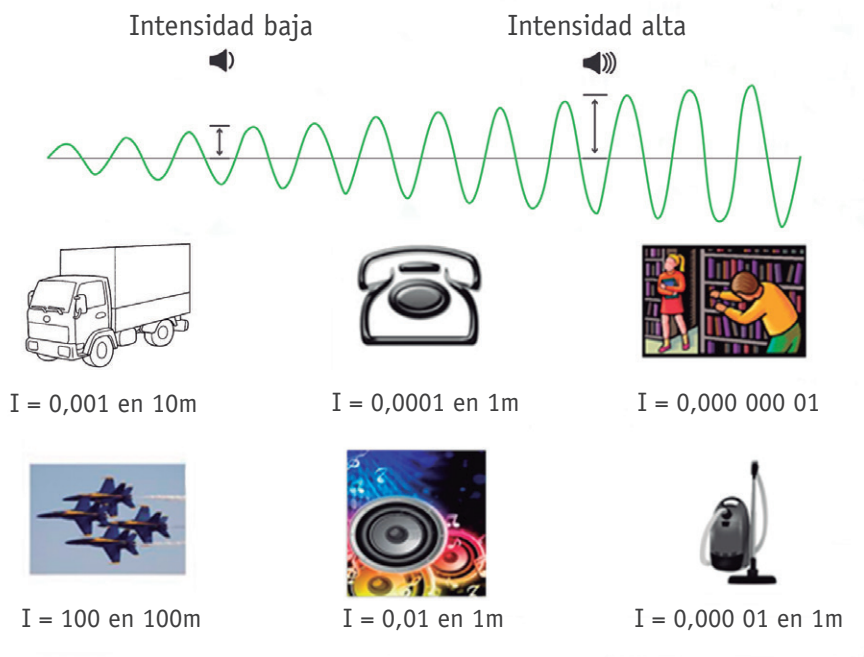 Intensidad baja
Intensidad alta
I = 0,001 en 10m
I = 0,0001 en 1m
I = 0,000 000 01
I = 100 en 100m
I = 0,01 en 1m
I = 0,000 01 en 1m